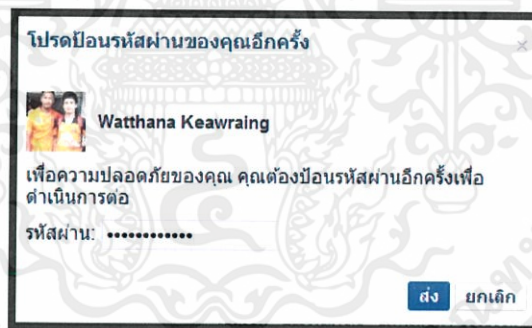 โปรดป้อนรหัสผ่านของคุณอีกครั้ง
Watthana Keawraing
เพื่อความปลอดภัยของคุณ คุณต้องป้อนรหัสผ่านอีกครั้งเพื่อ
ดำเนินการต่อ
รหัสผ่าน: ••••••••••••
ส่ง ยกเลิก